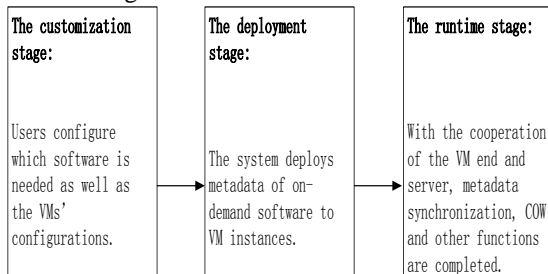 The customization
stage:
Users configure
which software is
needed as well as
the VMs'
configurations.
The deployment
stage:
The system deploys
metadata of on-
demand software to
VM instances.
The runtime stage:
With the cooperation
of the VM end and
server, metadata
synchronization, COW
and other functions
are completed.